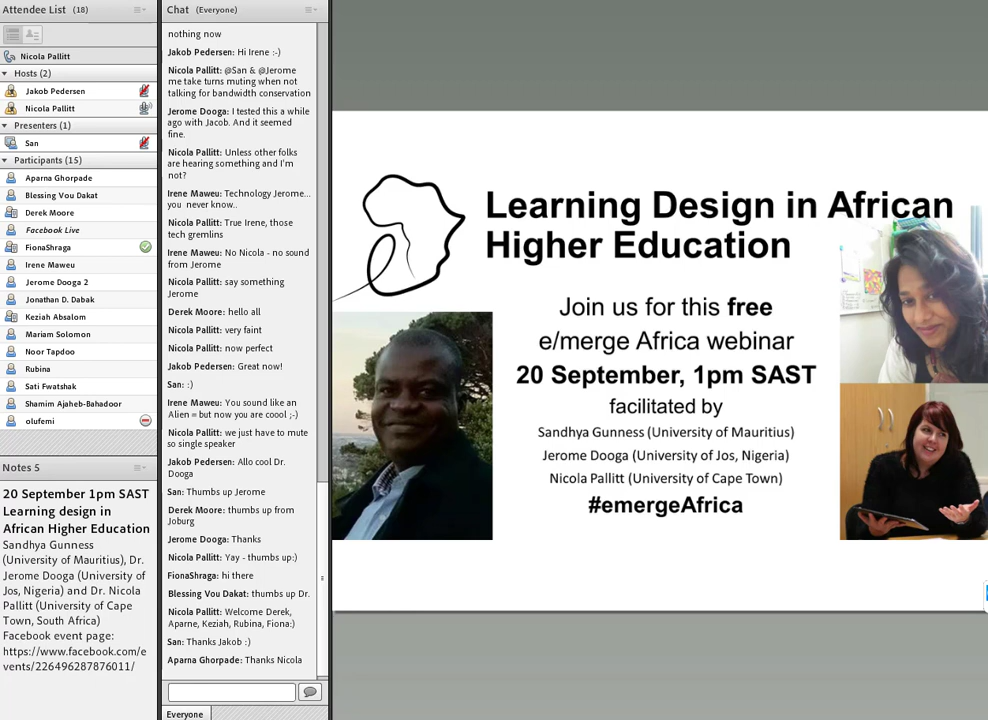 Attendee List (18)
Nicola Pallitt
Hosts (2)
Jakob Pedersen
Nicola Pallitt
Presenters (1)
San
Participants (15)
Aparna Ghorpade
Blessing Vou Dakat
Derek Moore
Facebook Live
FionaShraga
Irene Maweu
Jerome Dooga 2
Jonathan D. Dabak
Keziah Absalom
Mariam Solomon
Noor Tapdoo
Rubina
Sati Fwatshak
Shamim Ajaheb-Bahadoor
olufemi
Notes 5
20 September 1pm SAST
Learning design in
African Higher Education
Sandhya Gunness
(University of Mauritius), Dr.
Jerome Dooga (University of
Jos, Nigeria) and Dr. Nicola
Pallitt (University of Cape
Town, South Africa)
Facebook event page:
https://www.facebook.com/e
vents/226496287876011/
Chat (Everyone)
nothing now
Jakob Pedersen: Hi Irene :-)
Nicola Pallitt: @San & @Jerome
me take turns muting when not
talking for bandwidth conservation
Jerome Dooga: I tested this a while
ago with Jacob. And it seemed
fine.
Nicola Pallitt: Unless other folks
are hearing something and I'm
not?
Irene Maweu: Technology Jerome...
you never know..
Nicola Pallitt: True Irene, those
tech gremlins
Irene Maweu: No Nicola - no sound
from Jerome
Nicola Pallitt: say something
Jerome
Derek Moore: hello all
Nicola Pallitt: very faint
Nicola Pallitt: now perfect
Jakob Pedersen: Great now!
San: :)
Irene Maweu: You sound like an
Alien = but now you are coool ;-)
Nicola Pallitt: we just have to mute
so single speaker
Jakob Pedersen: Allo cool Dr.
Dooga
San: Thumbs up Jerome
Derek Moore: thumbs up from
Joburg
Jerome Dooga: Thanks
Nicola Pallitt: Yay - thumbs up:)
FionaShraga: hi there
Blessing Vou Dakat: thumbs up Dr.
Nicola Pallitt: Welcome Derek,
Aparne, Keziah, Rubina, Fiona:)
San: Thanks Jakob :)
Aparna Ghorpade: Thanks Nicola
Everyone
Learning Design in African
Higher Education
Join us for this free
e/merge Africa webinar
20 September, 1pm SAST
facilitated by
Sandhya Gunness (University of Mauritius)
Jerome Dooga (University of Jos, Nigeria)
Nicola Pallitt (University of Cape Town)
#emergeAfrica